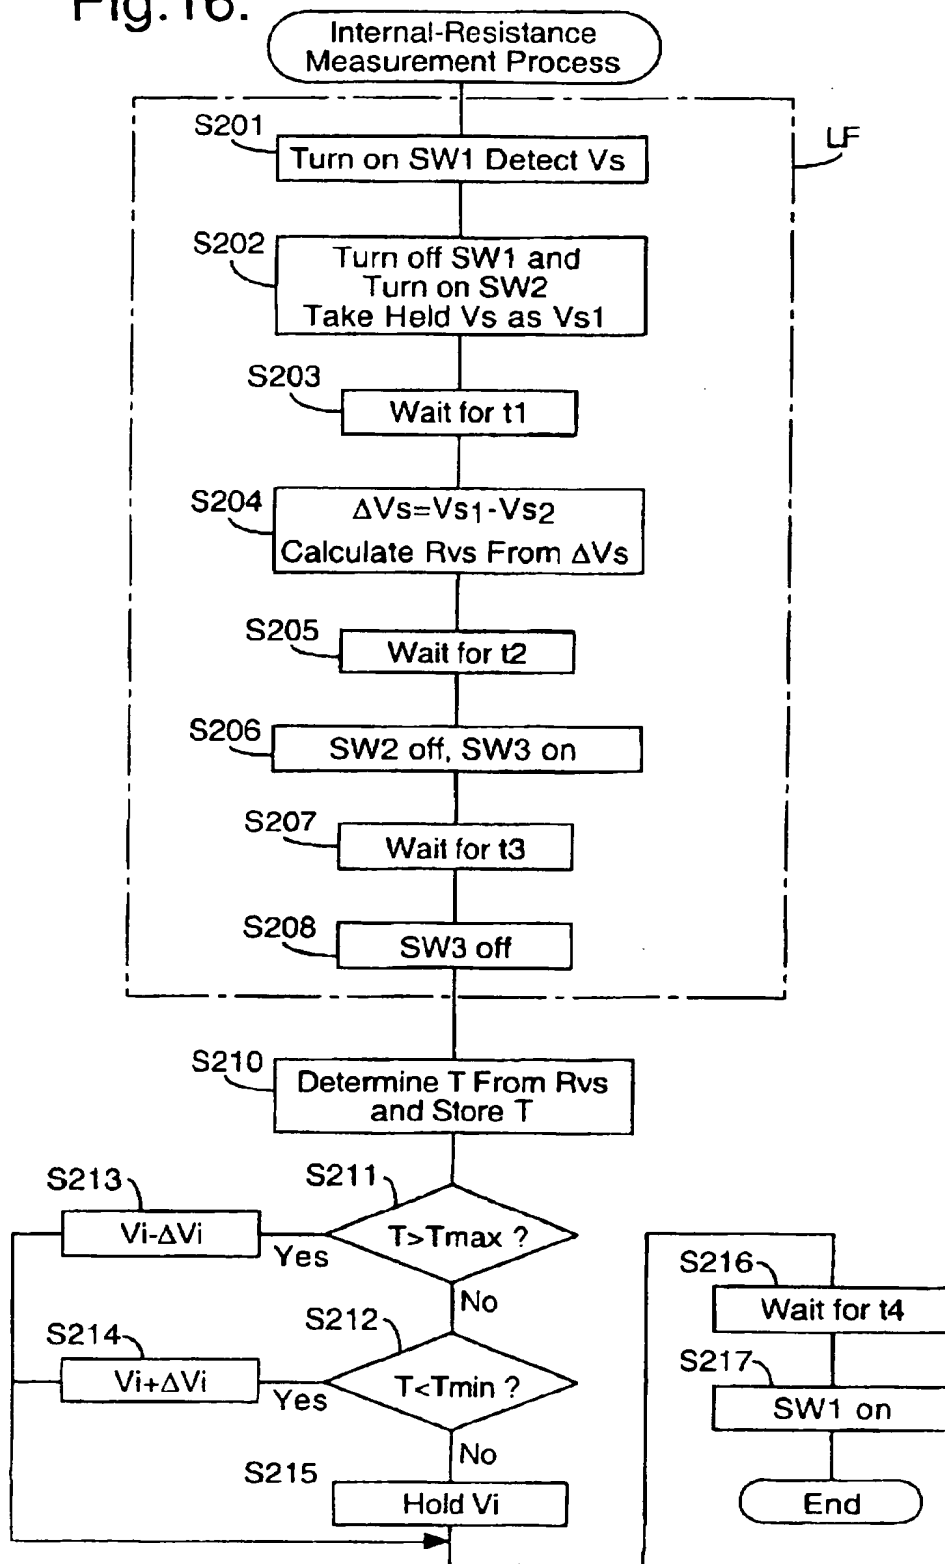 Fig.16.
Internal-Resistance
Measurement Process
LF
S201
Turn on SW1 Detect Vs
S202
Turn off SW1 and
Turn on SW2
Take Held Vs as Vs1
S203
Wait for t1
S204
ΔVs=Vs1-Vs2
Calculate Rvs From ΔVs
S205
Wait for t2
S206
SW2 off, SW3 on
S207
Wait for t3
S208
SW3 off
S210
Determine T From Rvs
and Store T
S211
T>Tmax ?
Yes
No
S213
Vi-ΔVi
S212
T<Tmin ?
Yes
No
S214
Vi+ΔVi
S215
Hold Vi
S216
Wait for t4
S217
SW1 on
End